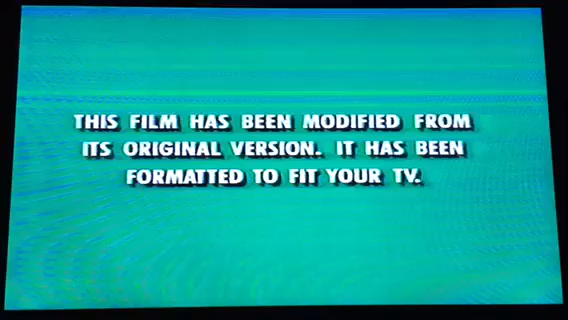 THIS FILM HAS BEEN MODIFIED FROM
ITS ORIGINAL VERSION. IT HAS BEEN
FORMATTED TO FIT YOUR TV.